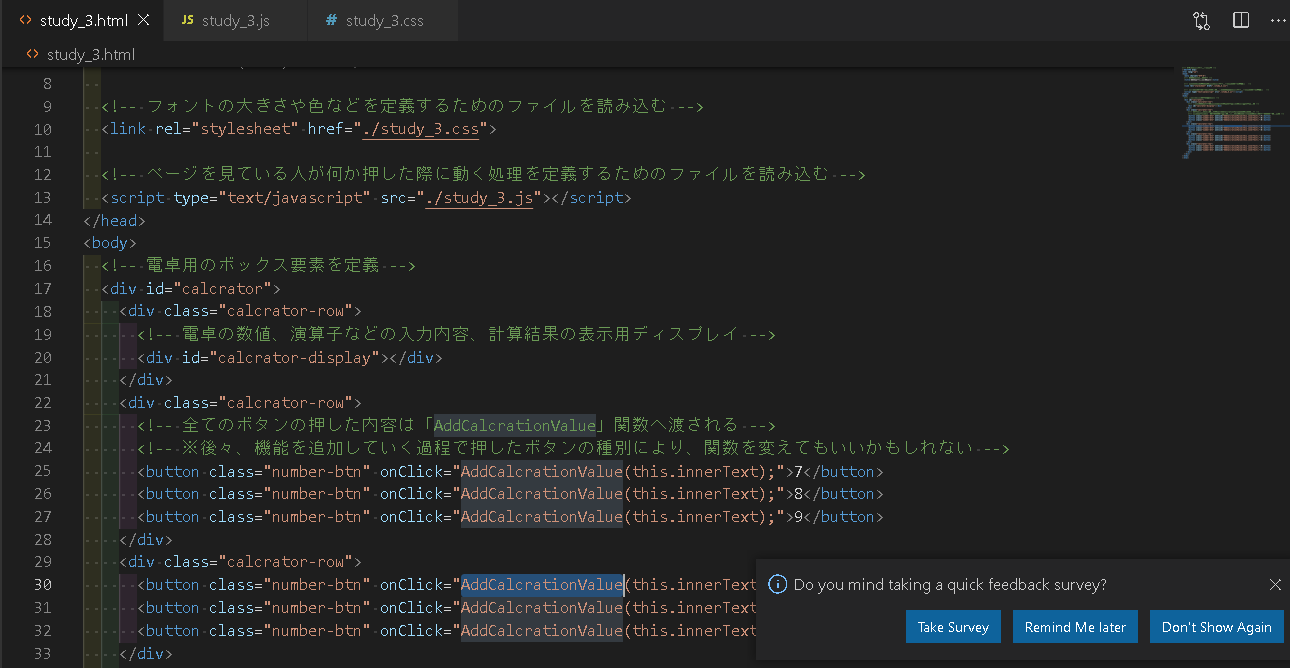 study_3.html
JS study_3.js
# study_3.css
study_3.html
8
9 <!-- フォントの大きさや色などを定義するためのファイルを読み込む -->
10 <link rel="stylesheet" href="./study_3.css">
11
12 <!-- ページを見ている人が何か押した際に動く処理を定義するためのファイルを読み込む -->
13 <script type="text/javascript" src="./study_3.js"></script>
14 </head>
15 <body>
16 <!-- 電卓用のボックス要素を定義 -->
17 <div id="calcrator">
18 <div class="calcrator-row">
19 <!-- 電卓の数値、演算子などの入力内容、計算結果の表示用ディスプレイ -->
20 <div id="calcrator-display"></div>
21 </div>
22 <div class="calcrator-row">
23 <!-- 全てのボタンの押した内容は「AddCalcrationValue」関数へ渡される -->
24 <!-- ※後々、機能を追加していく過程で押したボタンの種別により、関数を変えてもいいかもしれない -->
25 <button class="number-btn" onClick="AddCalcrationValue(this.innerText);">7</button>
26 <button class="number-btn" onClick="AddCalcrationValue(this.innerText);">8</button>
27 <button class="number-btn" onClick="AddCalcrationValue(this.innerText);">9</button>
28 </div>
29 <div class="calcrator-row">
30 <button class="number-btn" onClick="AddCalcrationValue(this.innerText
31 <button class="number-btn" onClick="AddCalcrationValue(this.innerText
32 <button class="number-btn" onClick="AddCalcrationValue(this.innerText
33 </div>
Do you mind taking a quick feedback survey?
Take Survey
Remind Me later
Don't Show Again